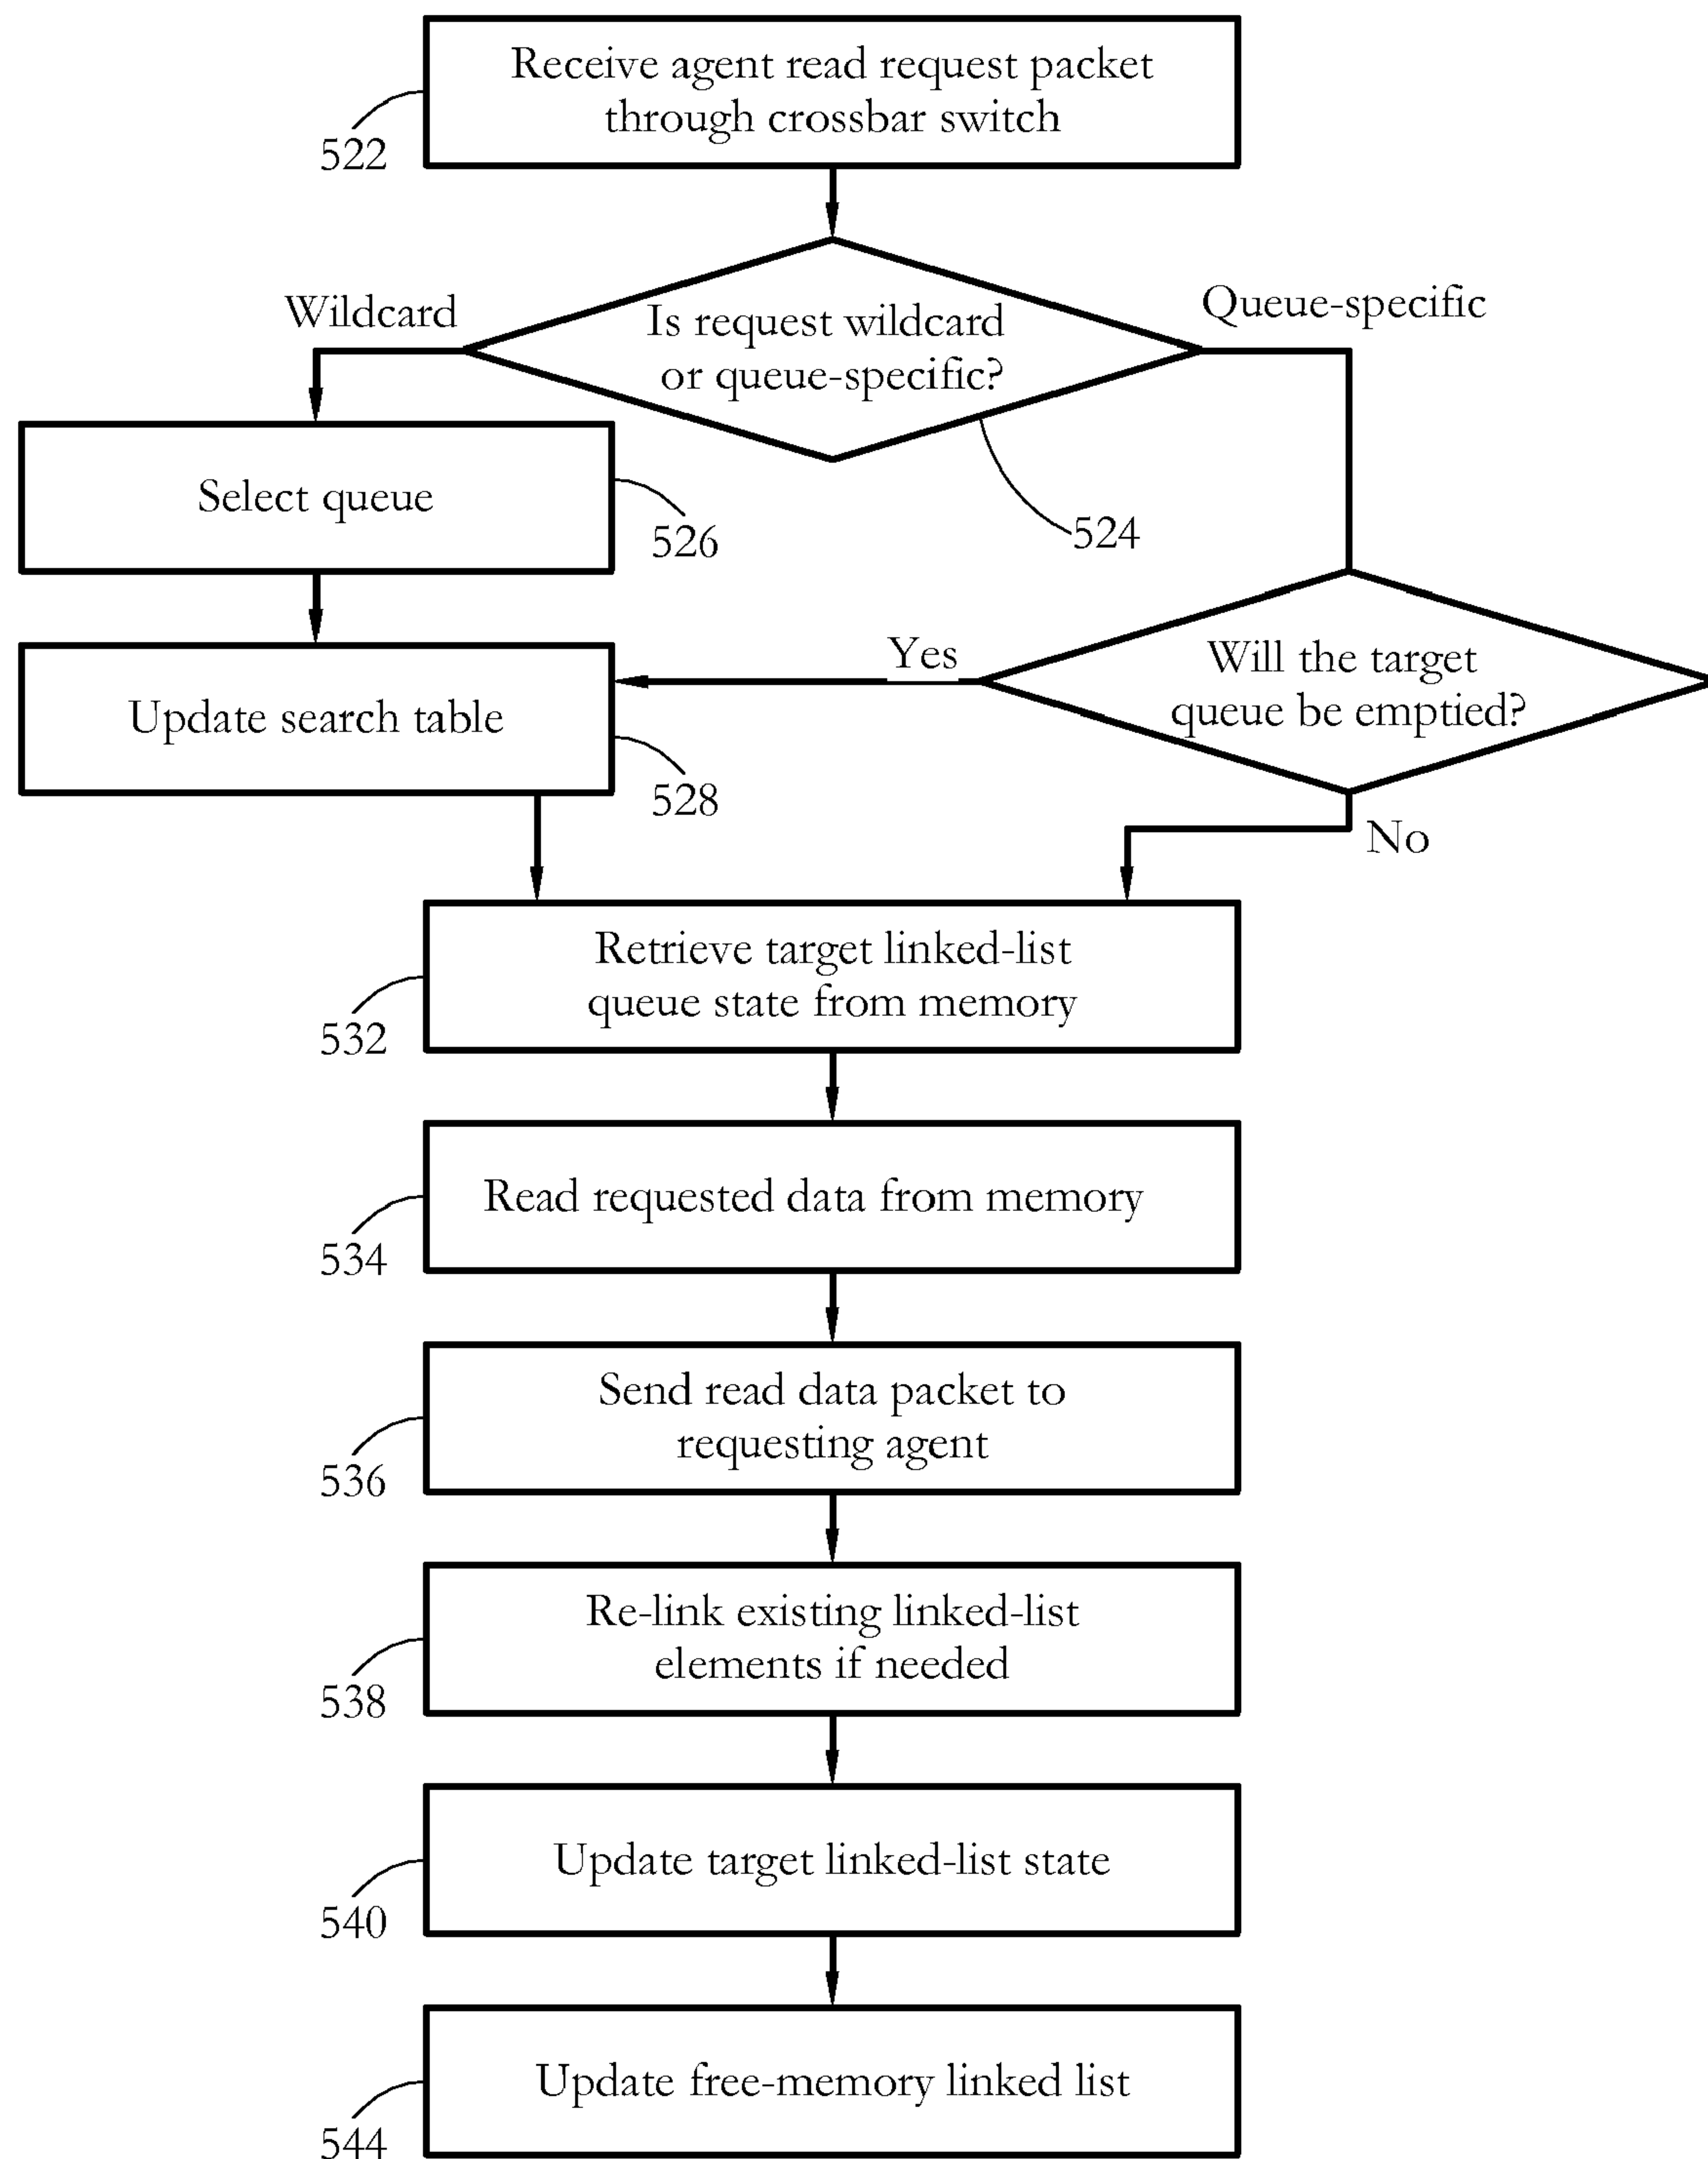 Receive agent read request packet
through crossbar switch
522
Wildcard
Is request wildcard
or queue-specific?
Queue-specific
524
Select queue
526
Yes
Will the target
queue be emptied?
Update search table
528
No
Retrieve target linked-list
queue state from memory
532
Read requested data from memory
534
Send read data packet to
requesting agent
536
Re-link existing linked-list
elements if needed
538
Update target linked-list state
540
Update free-memory linked list
544